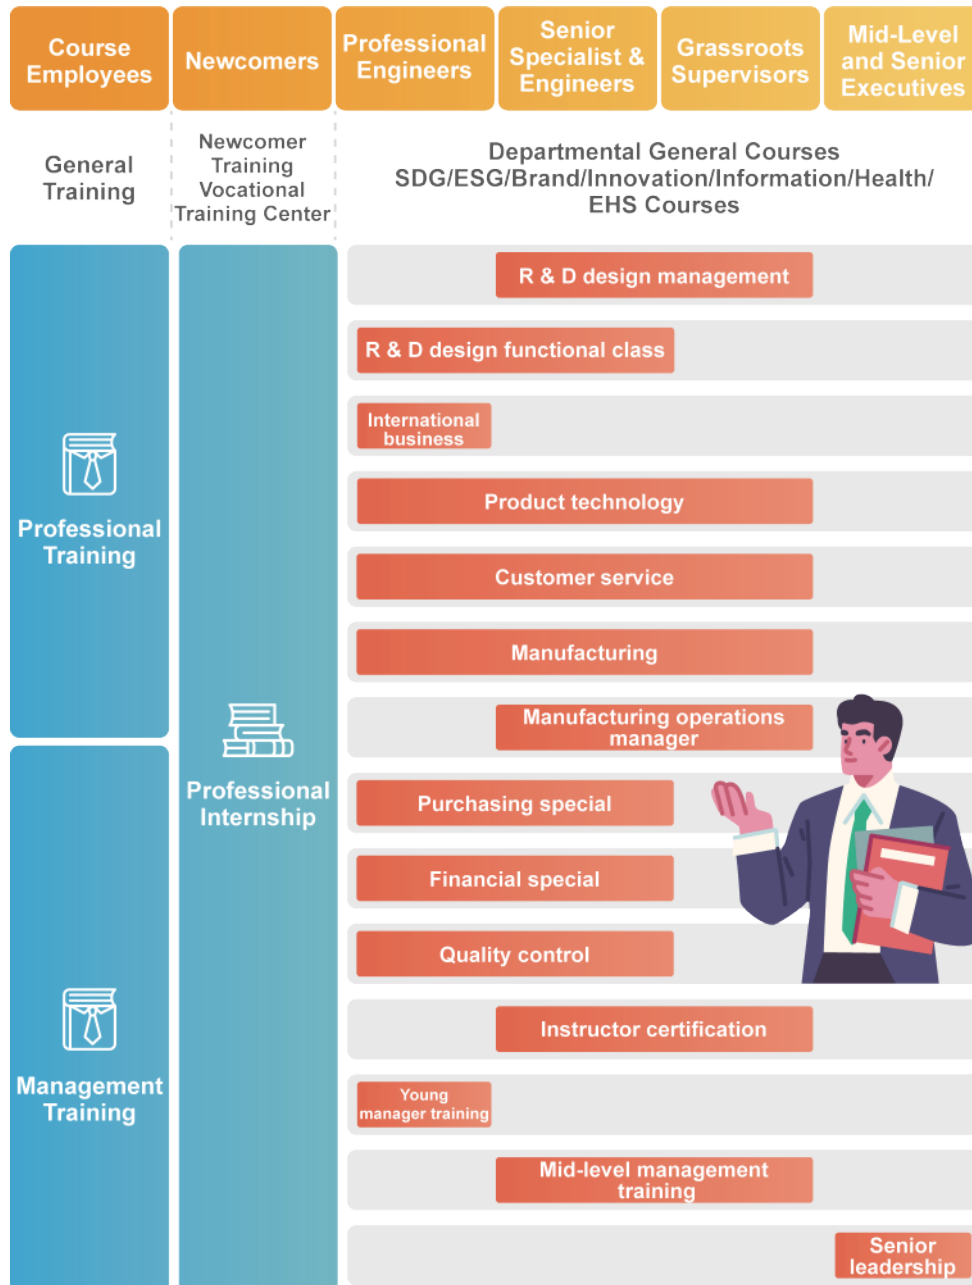 Course
Employees
Newcomers
Professional
Engineers
Senior
Specialist &
Engineers
Grassroots
Supervisors
Mid-Level
and Senior
Executives
General
Training
Newcomer
Training
Vocational
Training Center
Departmental General Courses
SDG/ESG/Brand/Innovation/Information/Health/
EHS Courses
Professional
Training
Management
Training
Professional
Internship
R & D design management
R & D design functional class
International
business
Product technology
Customer service
Manufacturing
Manufacturing operations
manager
Purchasing special
Financial special
Quality control
Instructor certification
Young
manager training
Mid-level management
training
Senior
leadership